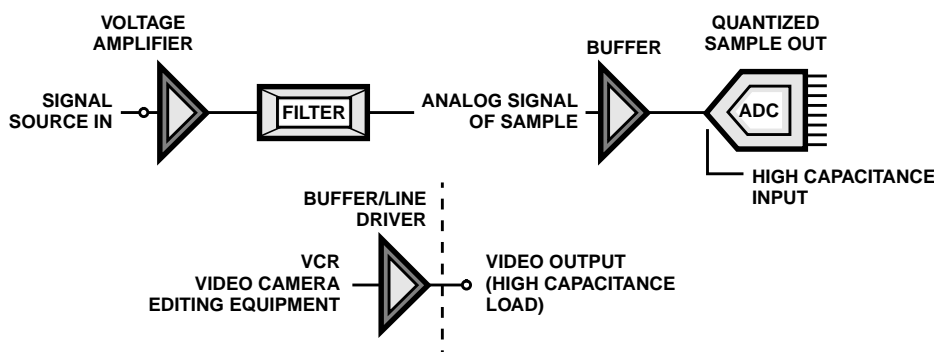 VOLTAGE
AMPLIFIER
SIGNAL
SOURCE IN
FILTER
ANALOG SIGNAL
OF SAMPLE
BUFFER
QUANTIZED
SAMPLE OUT
ADC
HIGH CAPACITANCE
INPUT
BUFFER/LINE
DRIVER
VCR
VIDEO CAMERA
EDITING EQUIPMENT
VIDEO OUTPUT
(HIGH CAPACITANCE
LOAD)